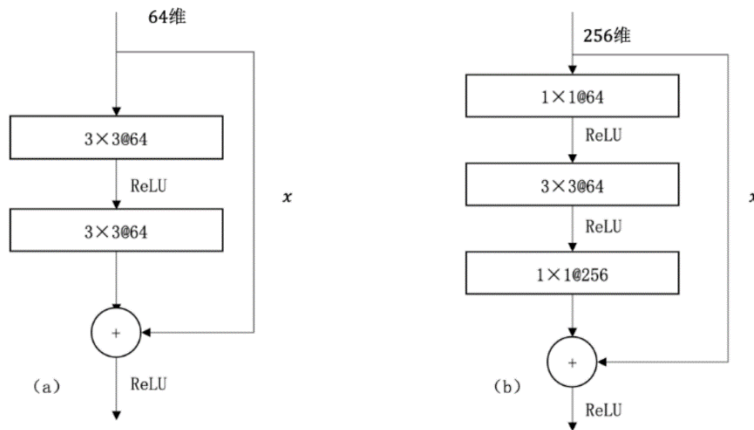 64维
3×3@64
ReLU
x
3×3@64
ReLU
(a)
+
256维
1×1@64
ReLU
3×3@64
ReLU
x
1×1@256
+
(b)
ReLU